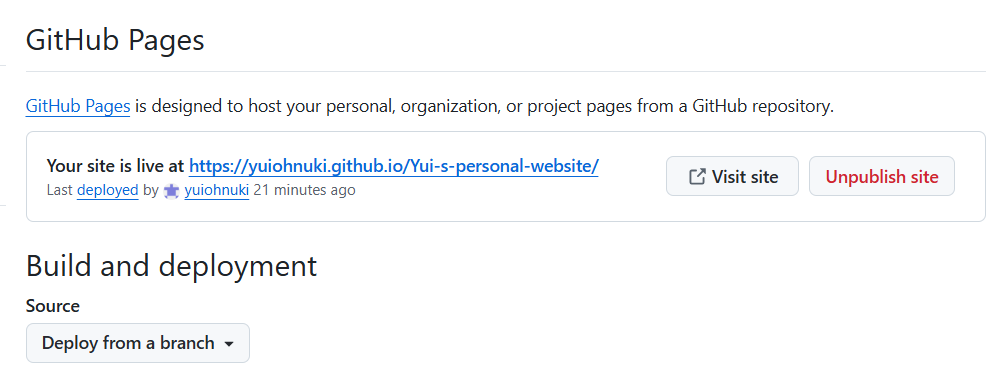 GitHub Pages
GitHub Pages is designed to host your personal, organization, or project pages from a GitHub repository.
Your site is live at https://yuiohnuki.github.io/Yui-s-personal-website/
Last deployed by yuiohnuki 21 minutes ago
Visit site
Unpublish site
Build and deployment
Source
Deploy from a branch